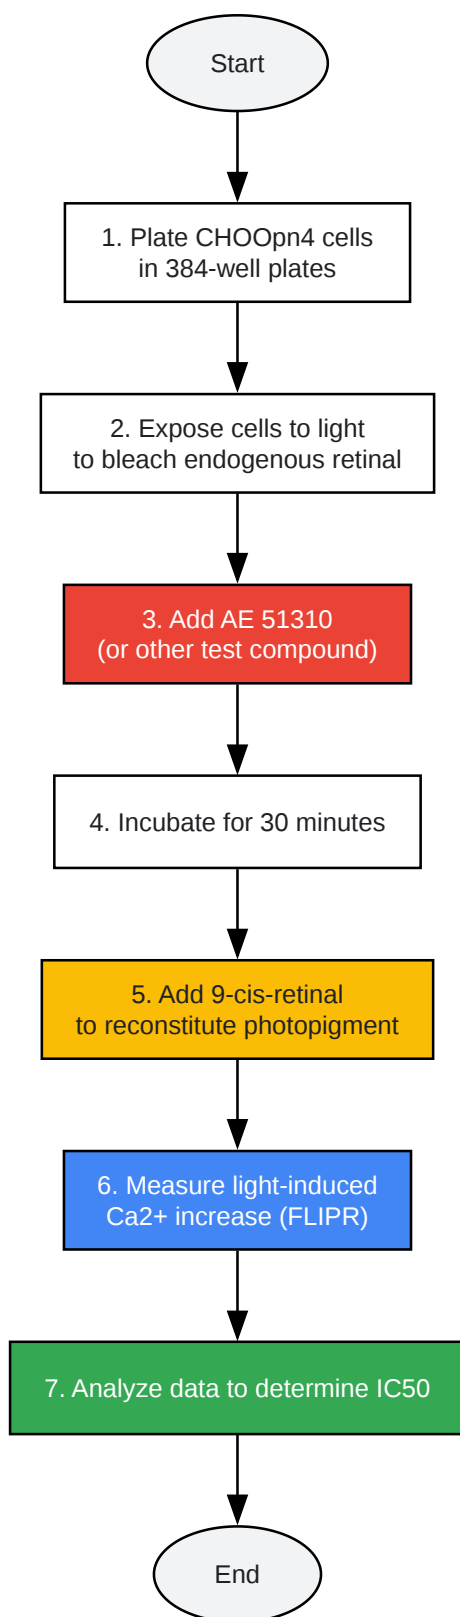 Start
1. Plate CHOOpn4 cells
in 384-well plates
2. Expose cells to light
to bleach endogenous retinal
3. Add AE 51310
(or other test compound)
4. Incubate for 30 minutes
5. Add 9-cis-retinal
to reconstitute photopigment
6. Measure light-induced
Ca2+ increase (FLIPR)
7. Analyze data to determine IC50
End